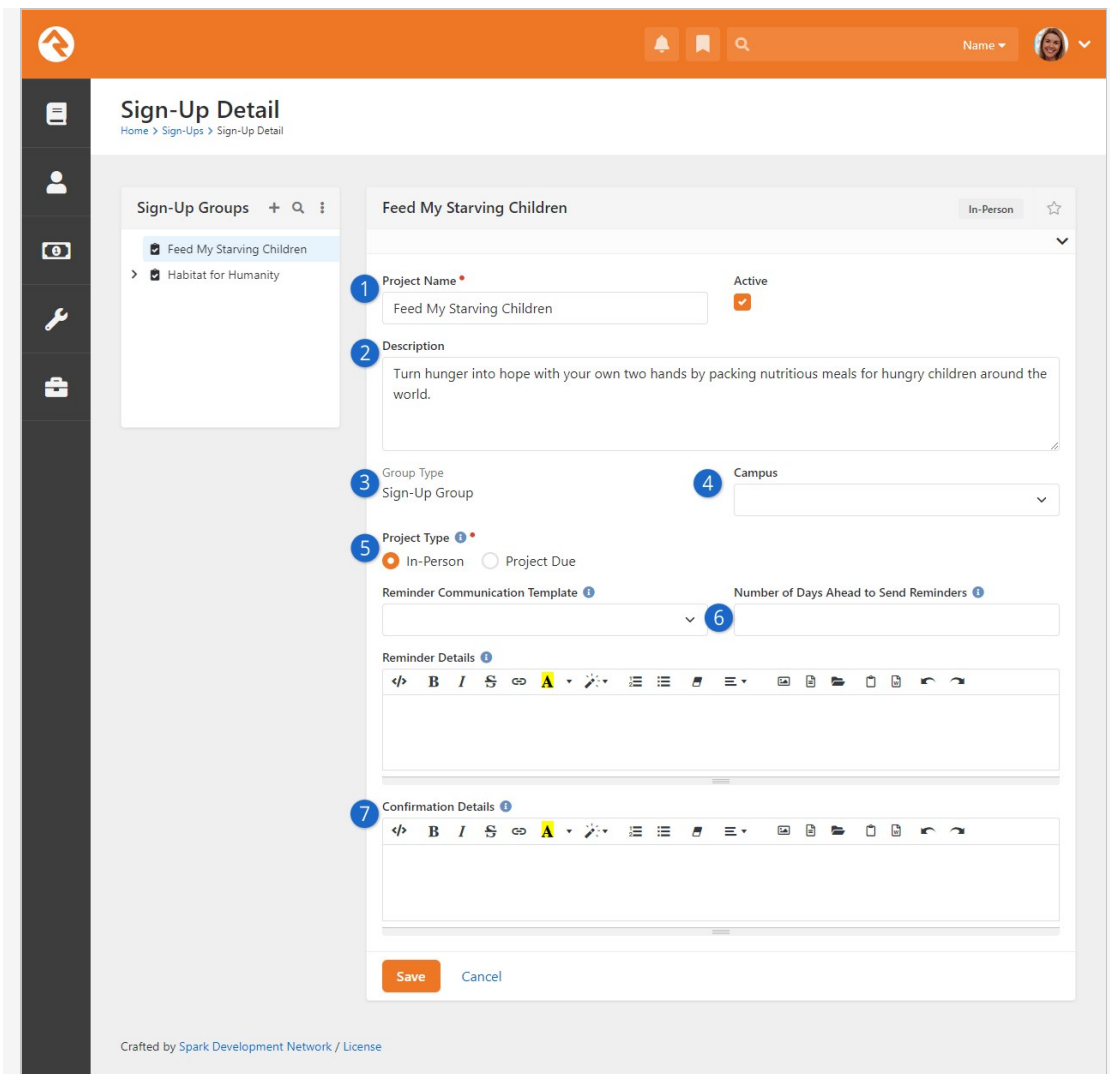 Name
Sign-Up Detail
Home > Sign-Ups > Sign-Up Detail
Sign-Up Groups
Feed My Starving Children
Habitat for Humanity
Feed My Starving Children
In-Person
1
Project Name
Active
Feed My Starving Children
2
Description
Turn hunger into hope with your own two hands by packing nutritious meals for hungry children around the
world.
3
Group Type
Sign-Up Group
4
Campus
5
Project Type
In-Person
Project Due
Reminder Communication Template
6
Number of Days Ahead to Send Reminders
Reminder Details
B I S A
7
Confirmation Details
B I S A
Save
Cancel
Crafted by Spark Development Network / License